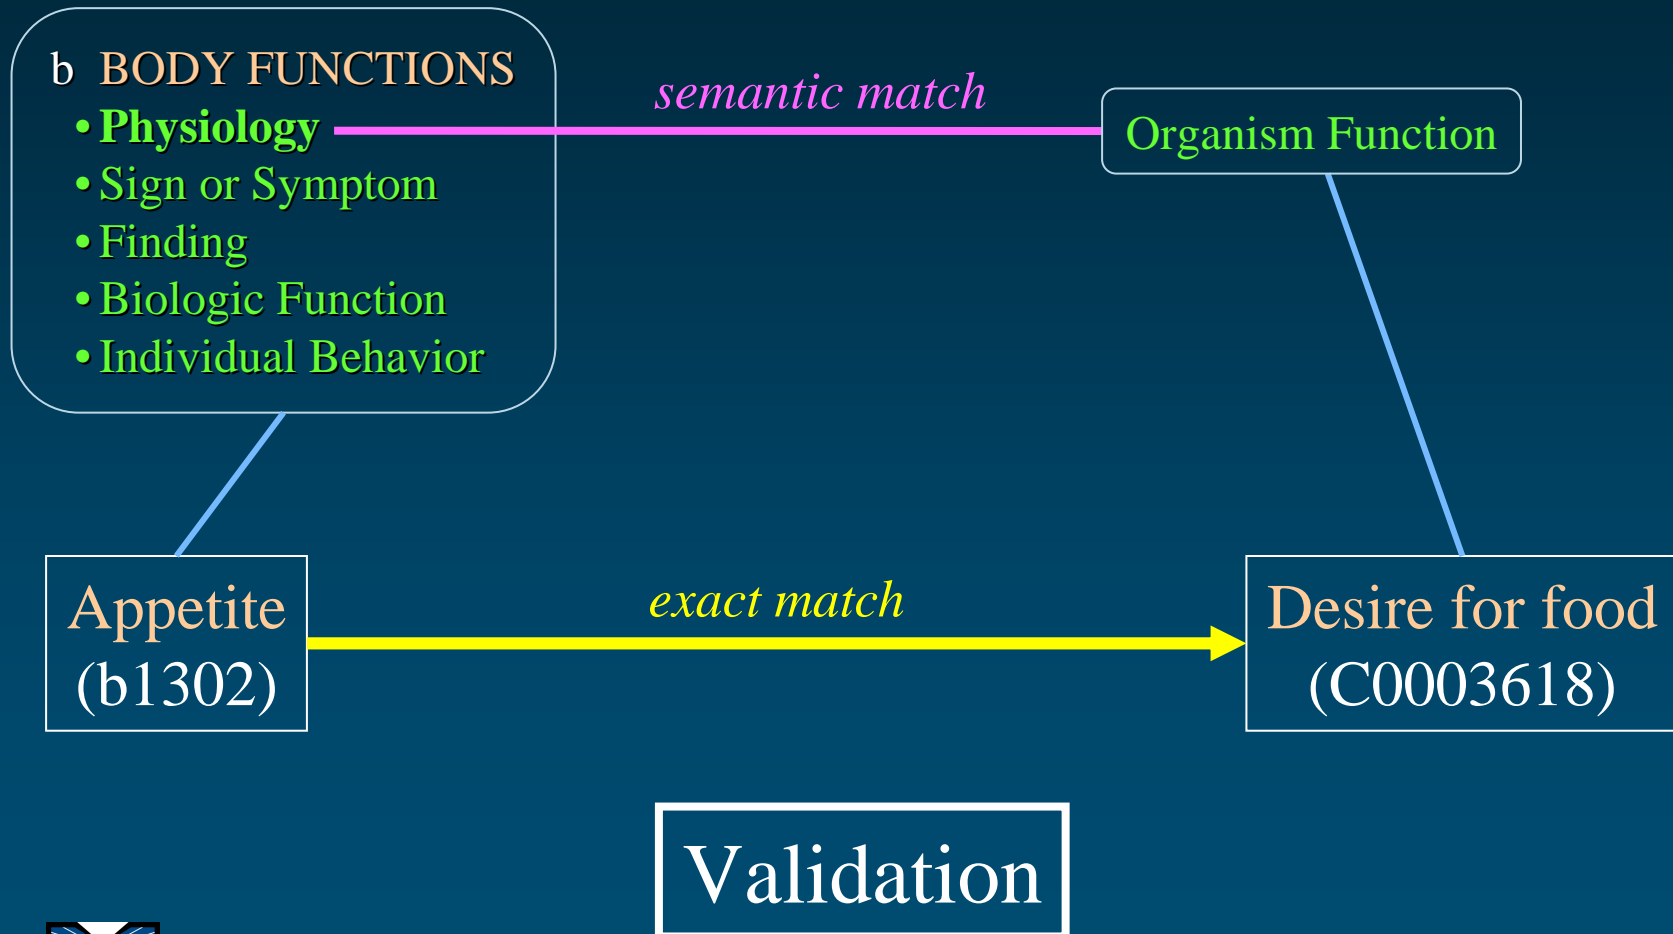 b BODY FUNCTIONS
• Physiology
• Sign or Symptom
• Finding
• Biologic Function
• Individual Behavior
semantic match
Organism Function
Appetite
(b1302)
exact match
Desire for food
(C0003618)
Validation